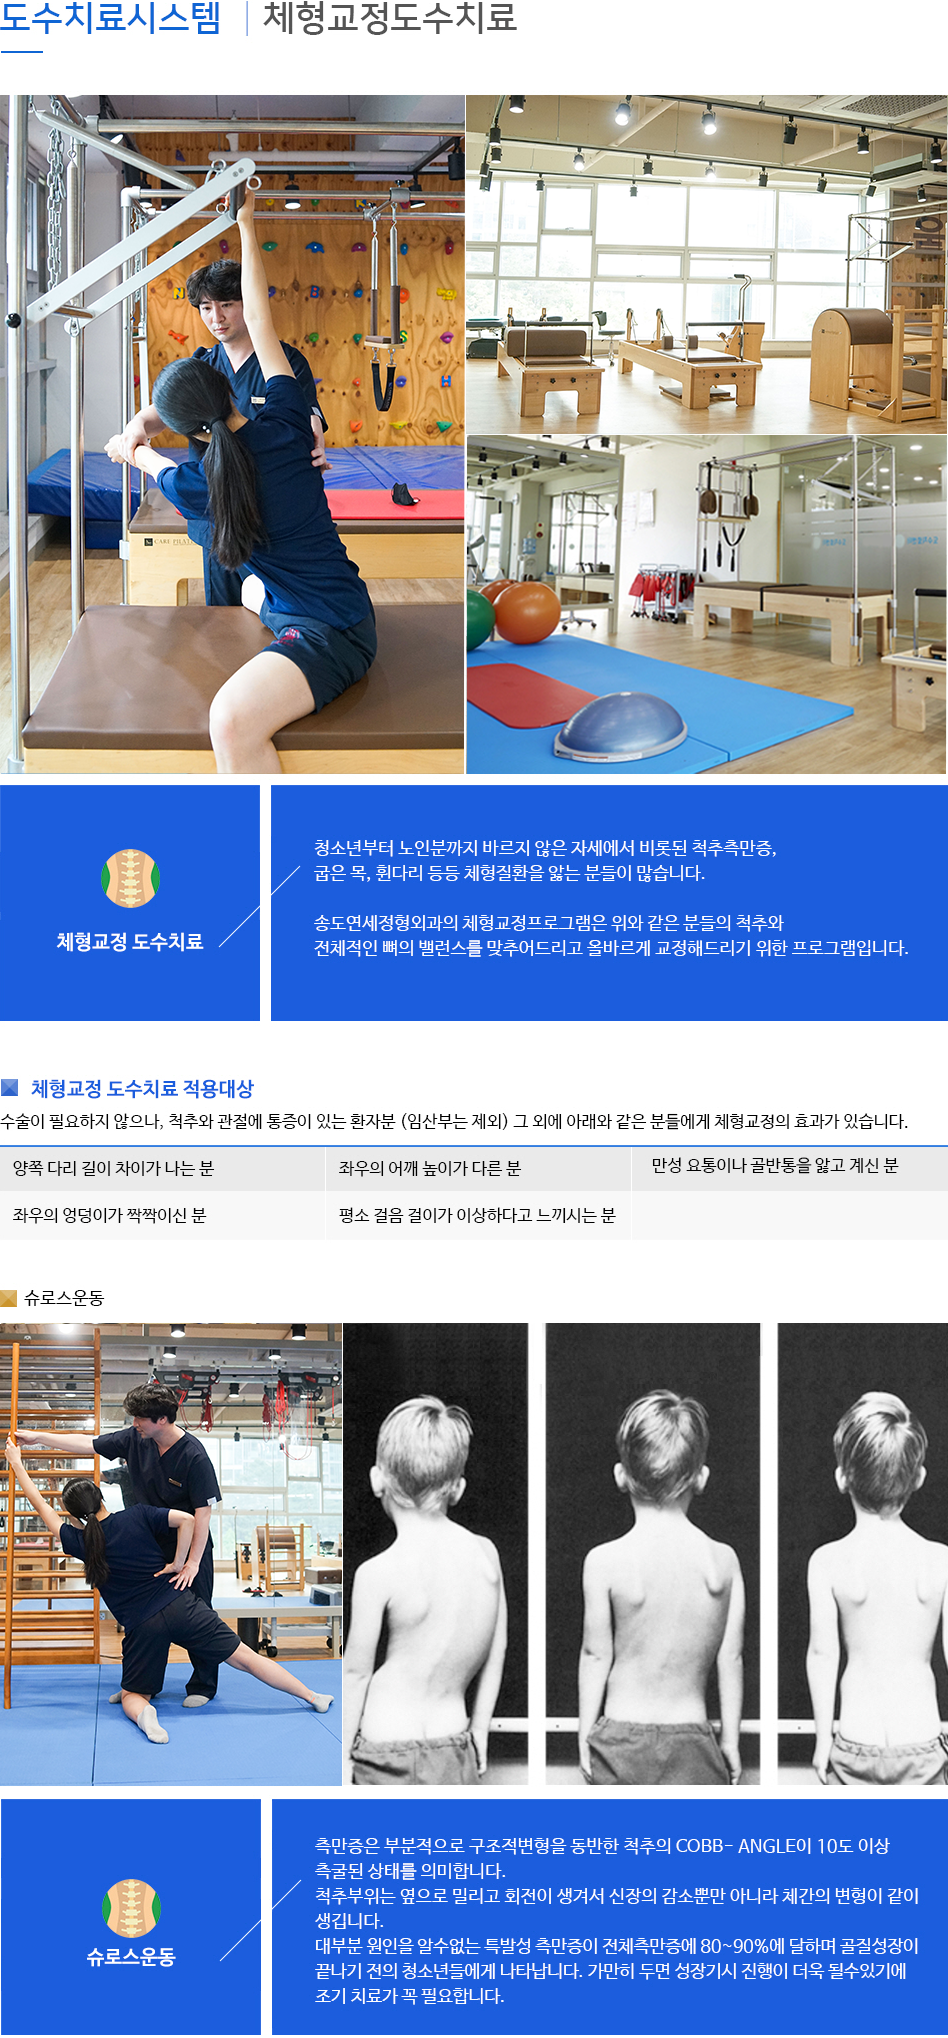 도수치료시스템 | 체형교정도수치료
CARE PILAT
체형교정 도수치료
청소년부터 노인분까지 바르지 않은 자세에서 비롯된 척추측만증,
굽은 목, 휜다리 등등 체형질환을 앓는 분들이 많습니다.
송도연세정형외과의 체형교정프로그램은 위와 같은 분들의 척추와
전체적인 뼈의 밸런스를 맞추어드리고 올바르게 교정해드리기 위한 프로그램입니다.
체형교정 도수치료 적용대상
수술이 필요하지 않으나, 척추와 관절에 통증이 있는 환자분 (임산부는 제외) 그 외에 아래와 같은 분들에게 체형교정의 효과가 있습니다.
양쪽 다리 길이 차이가 나는 분
좌우의 어깨 높이가 다른 분
만성 요통이나 골반통을 앓고 계신 분
좌우의 엉덩이가 짝짝이신 분
평소 걸음 걸이가 이상하다고 느끼시는 분
슈로스운동
슈로스운동
측만증은 부분적으로 구조적변형을 동반한 척추의 COBB- ANGLE이 10도 이상
측굴된 상태를 의미합니다.
척추부위는 옆으로 밀리고 회전이 생겨서 신장의 감소뿐만 아니라 체간의 변형이 같이
생깁니다.
대부분 원인을 알수없는 특발성 측만증이 전체측만증에 80~90%에 달하며 골질성장이
끝나기 전의 청소년들에게 나타납니다. 가만히 두면 성장기시 진행이 더욱 될수있기에
조기 치료가 꼭 필요합니다.